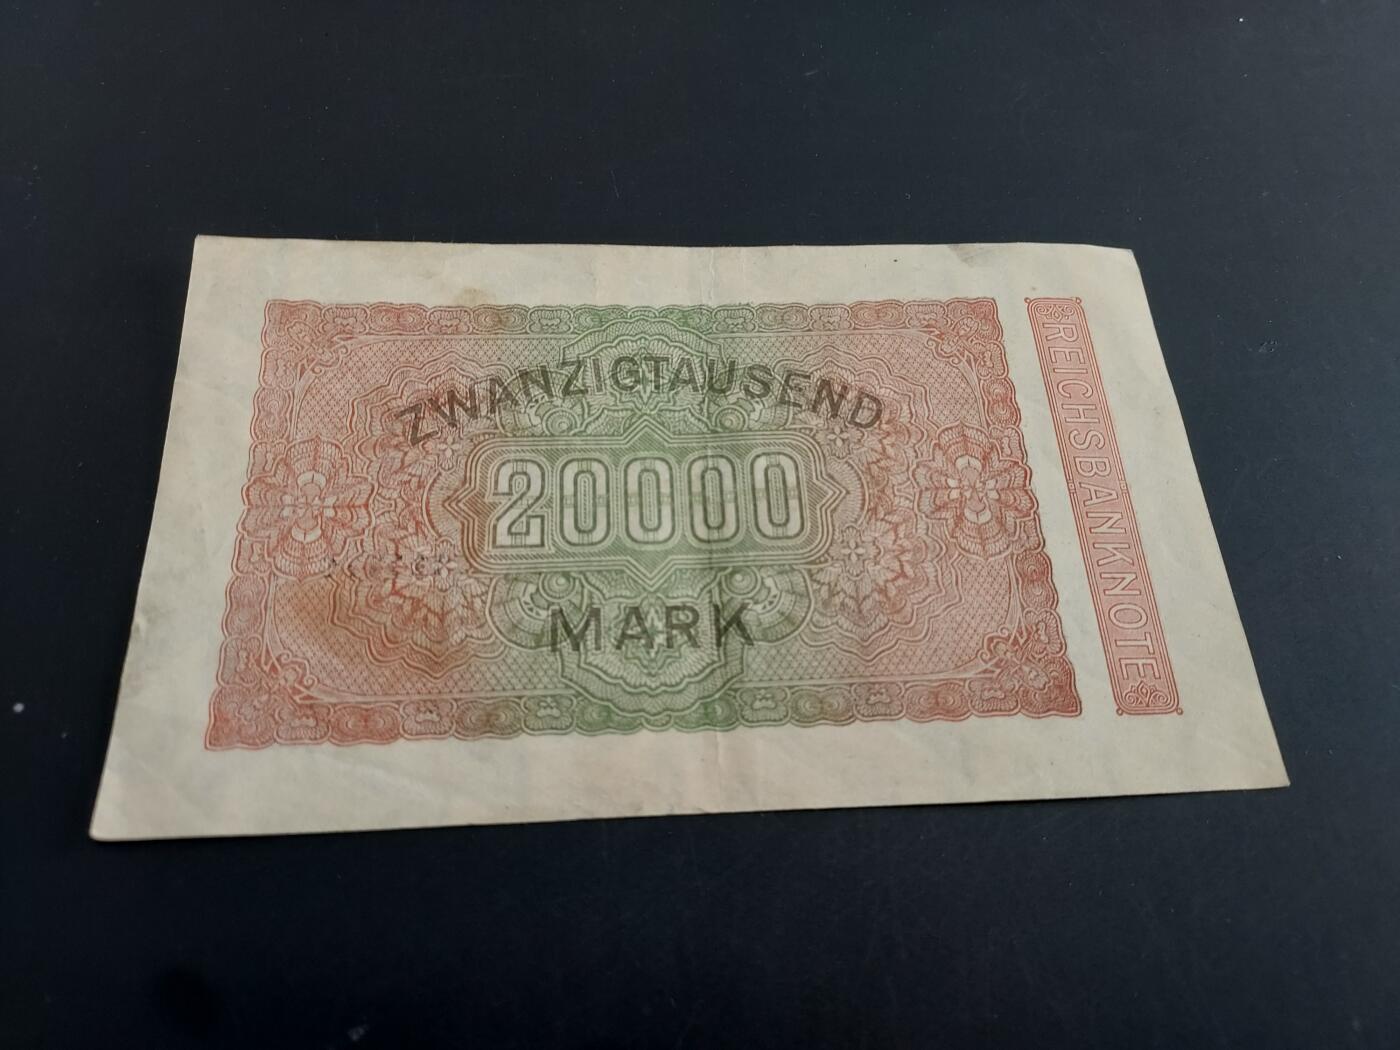 ZWANZIGTAUSEND
20000
MARK
REICHSBANKNOTE